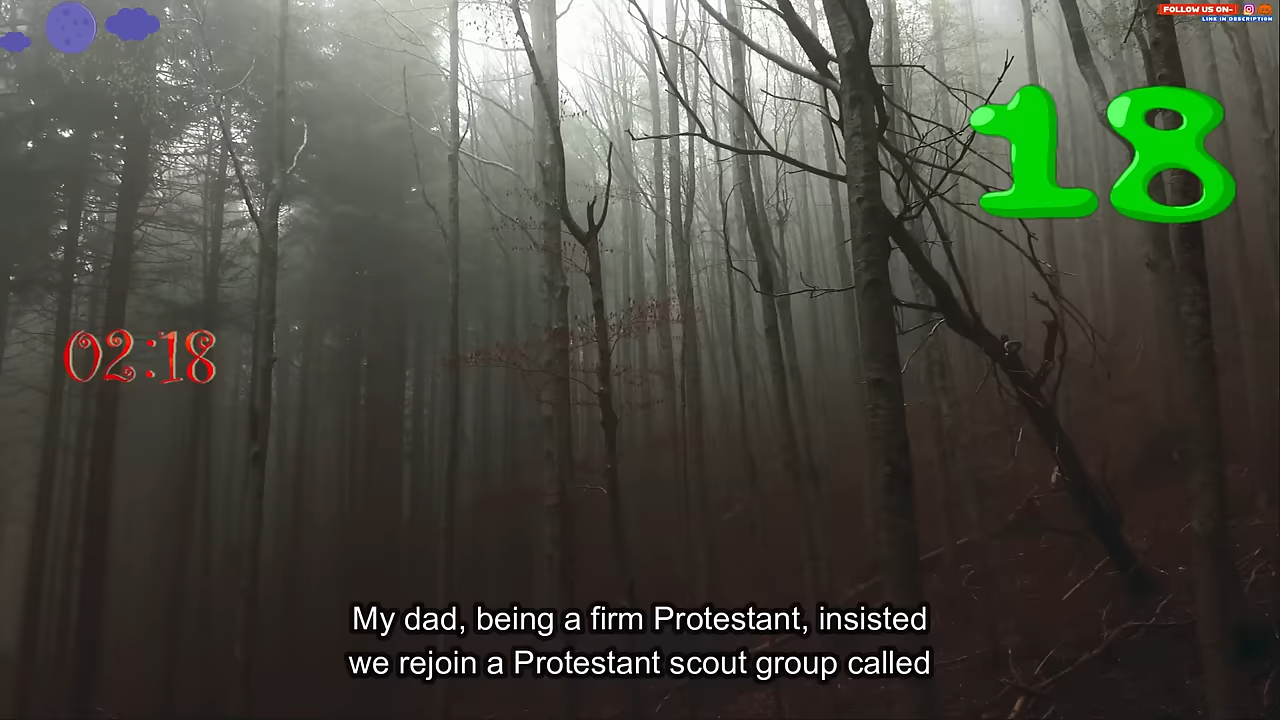 FOLLOW US ON-
LINK IN DESCRIPTION
18
02:18
My dad, being a firm Protestant, insisted
we rejoin a Protestant scout group called